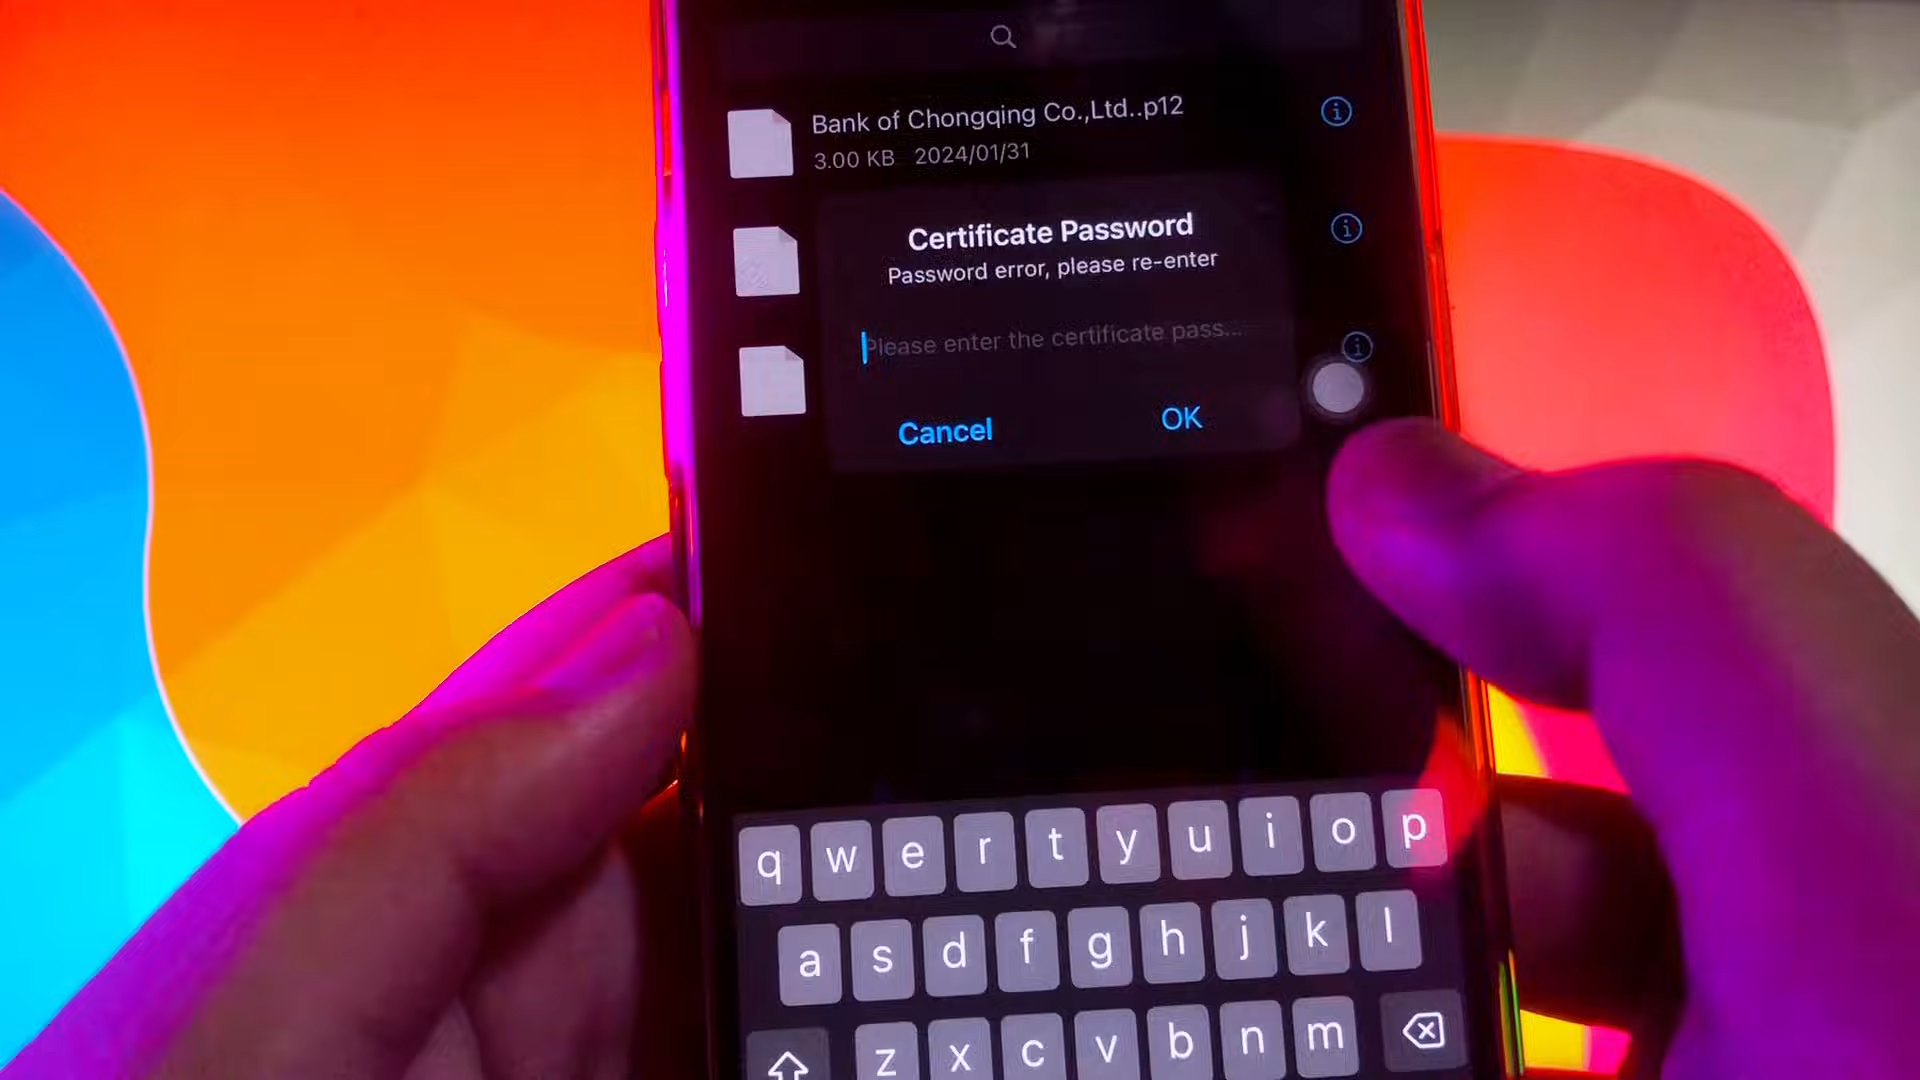 Bank of Chongqing Co.,Ltd..p12
3.00 KB 2024/01/31
Certificate Password
Password error, please re-enter
Please enter the certificate pass...
Cancel OK
q w e r t y u i o p
a s d f g h j k l
z x c v b n m